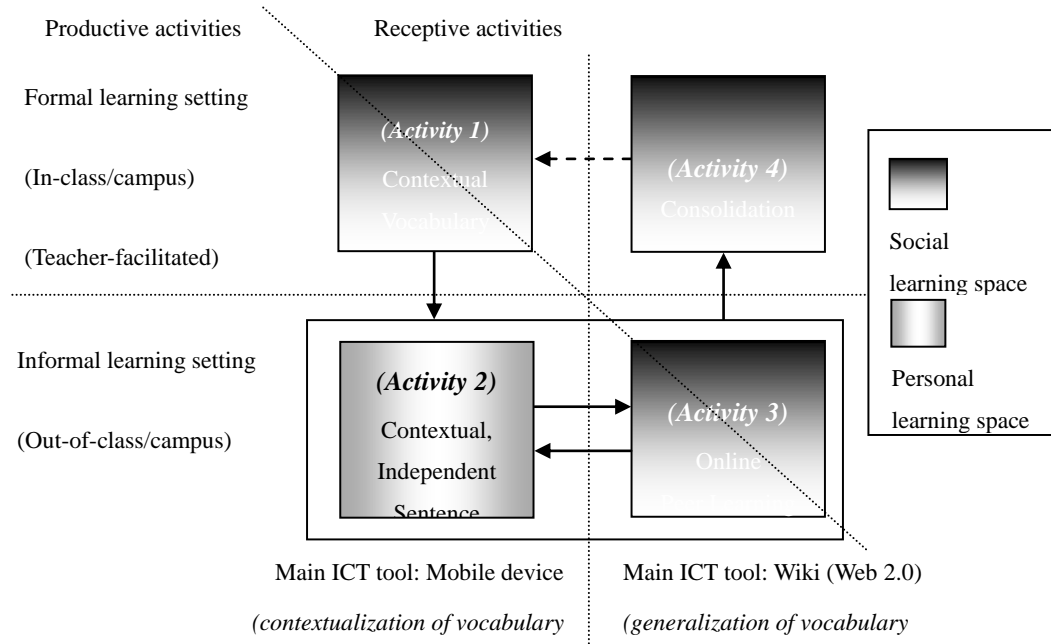 Productive activities
Receptive activities
Formal learning setting
(In-class/campus)
(Teacher-facilitated)
(Activity 1)
Contextual
Vocabulary
(Activity 4)
Consolidation
Social
learning space
Personal
learning space
Informal learning setting
(Out-of-class/campus)
(Activity 2)
Contextual,
Independent
Sentence
(Activity 3)
Online
Main ICT tool: Mobile device
(contextualization of vocabulary
Main ICT tool: Wiki (Web 2.0)
(generalization of vocabulary